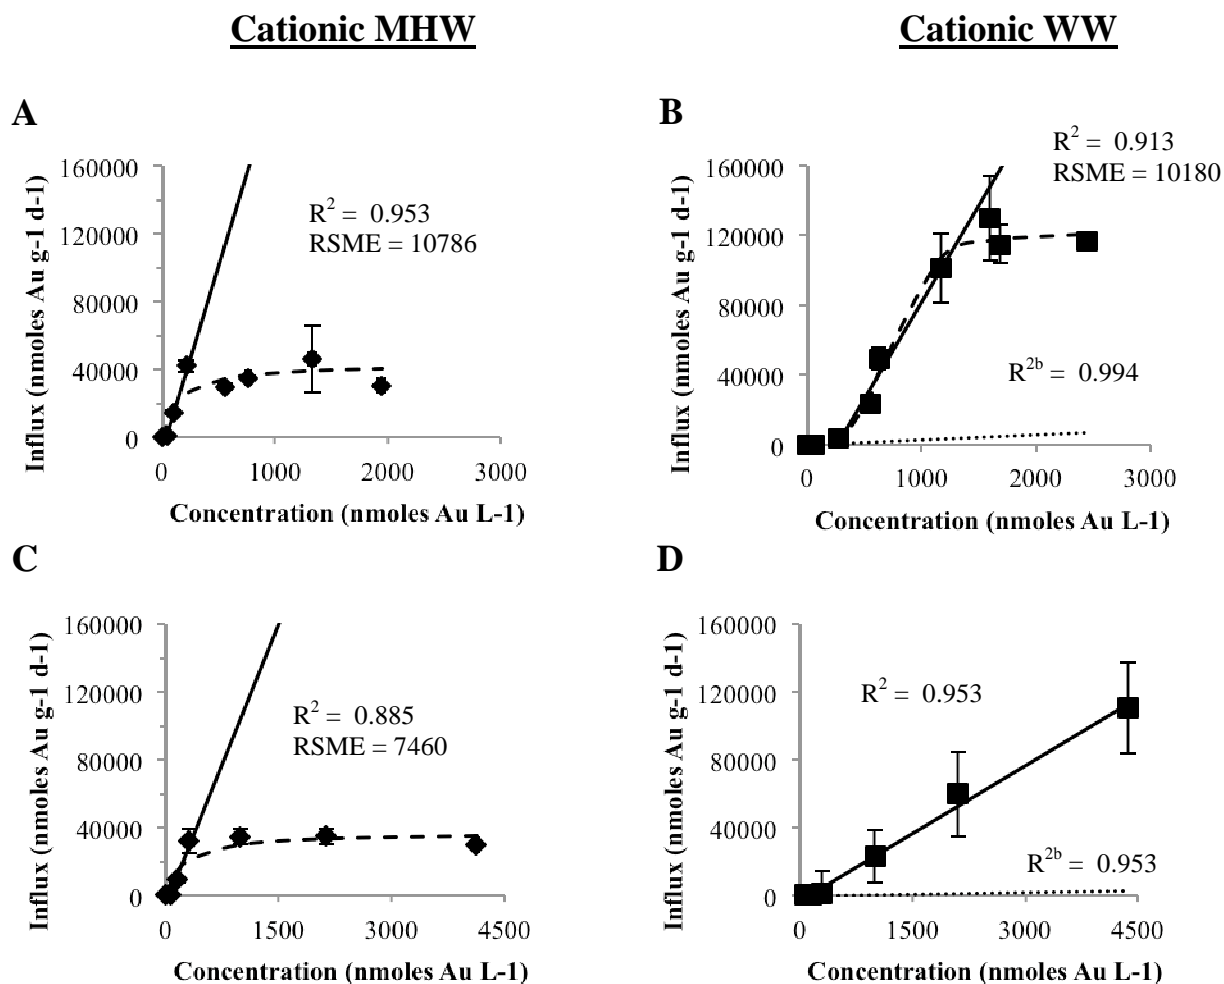 Cationic MHW
Cationic WW
A
Influx (nmoles Au g-1 d-1)
160000
120000
80000
40000
0
R2 = 0.953
RSME = 10786
0 1000 2000 3000
Concentration (nmoles Au L-1)
B
Influx (nmoles Au g-1 d-1)
160000
120000
80000
40000
0
R2 = 0.913
RSME = 10180
R2b = 0.994
0 1000 2000 3000
Concentration (nmoles Au L-1)
C
Influx (nmoles Au g-1 d-1)
160000
120000
80000
40000
0
R2 = 0.885
RSME = 7460
0 1500 3000 4500
Concentration (nmoles Au L-1)
D
Influx (nmoles Au g-1 d-1)
160000
120000
80000
40000
0
R2 = 0.953
R2b = 0.953
0 1500 3000 4500
Concentration (nmoles Au L-1)